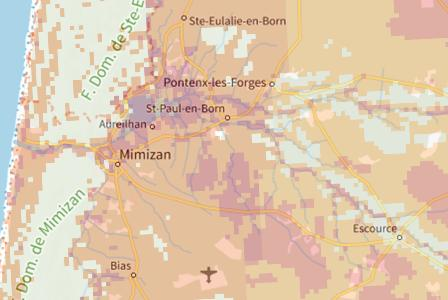 Ste-Eulalie-en-Born
F. Dom. de Ste-E
Pontenx-les-Forges
St-Paul-en-Born
Aureilhan
Mimizan
Dom. de Mimizan
Escource
Bias